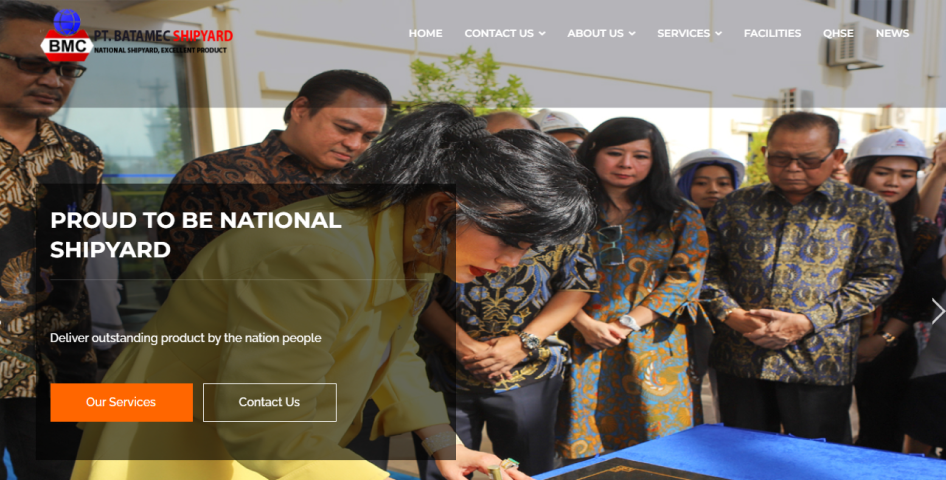 BMC
PT. BATAMEC SHIPYARD
NATIONAL SHIPYARD, EXCELLENT PRODUCT
HOME CONTACT US ABOUT US SERVICES FACILITIES QHSE NEWS
PROUD TO BE NATIONAL
SHIPYARD
Deliver outstanding product by the nation people
Our Services Contact Us